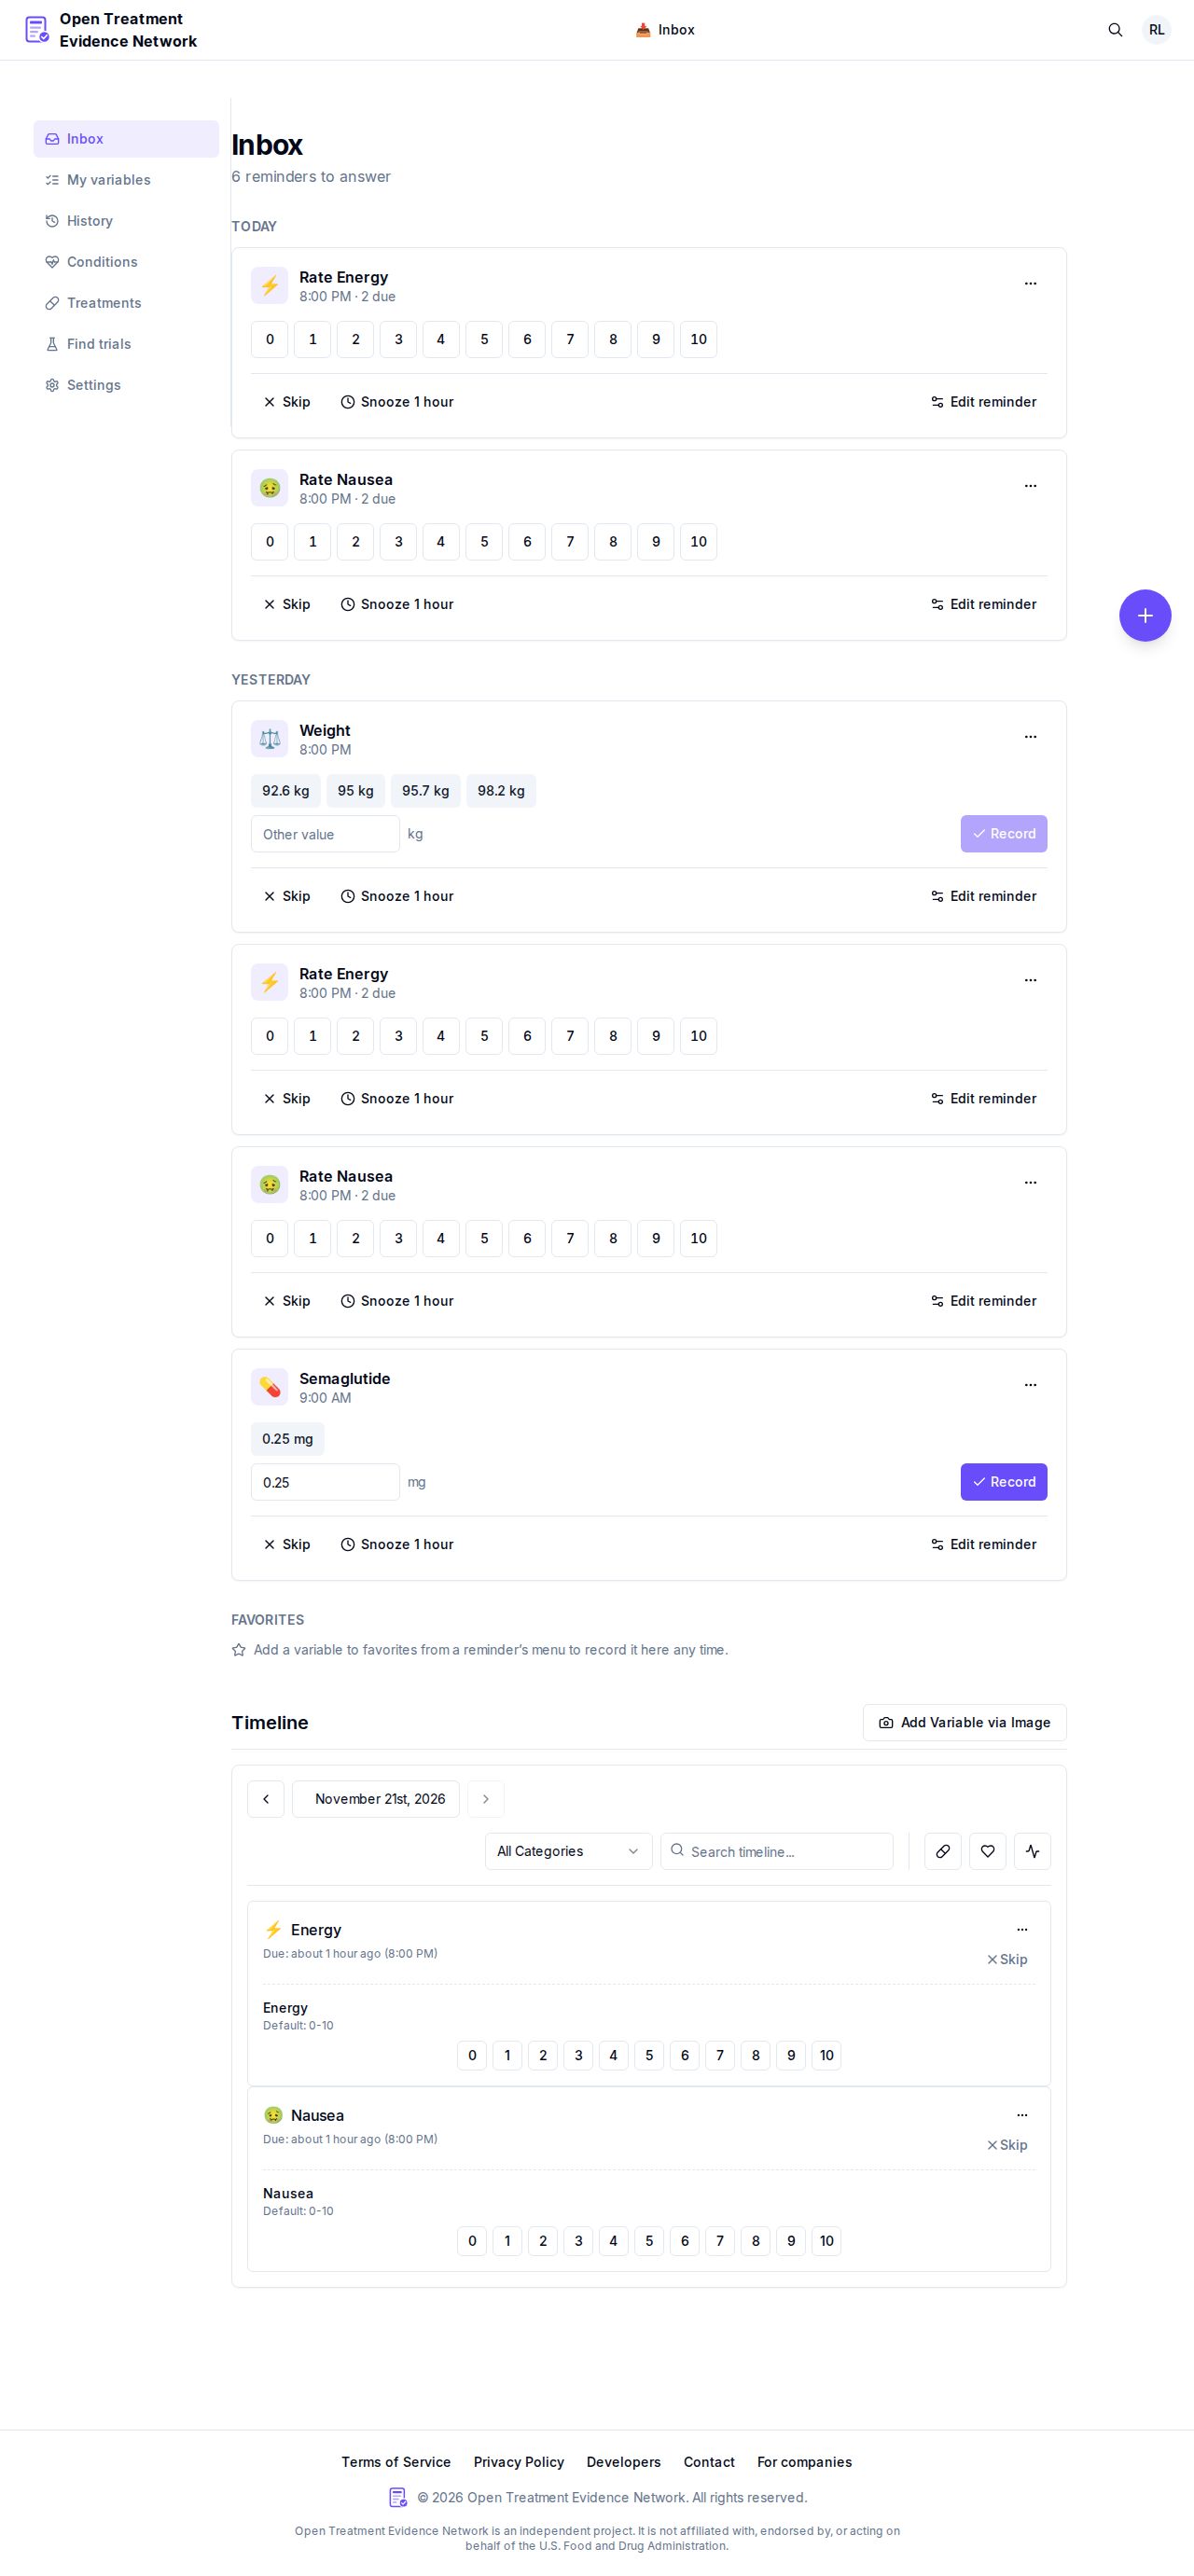 Open Treatment
Evidence Network
📥 Inbox
RL
Inbox
My variables
History
Conditions
Treatments
Find trials
Settings
Inbox
6 reminders to answer
TODAY
Rate Energy
8:00 PM · 2 due
0 1 2 3 4 5 6 7 8 9 10
Skip Snooze 1 hour Edit reminder
Rate Nausea
8:00 PM · 2 due
0 1 2 3 4 5 6 7 8 9 10
Skip Snooze 1 hour Edit reminder
YESTERDAY
Weight
8:00 PM
92.6 kg 95 kg 95.7 kg 98.2 kg
Other value kg Record
Skip Snooze 1 hour Edit reminder
Rate Energy
8:00 PM · 2 due
0 1 2 3 4 5 6 7 8 9 10
Skip Snooze 1 hour Edit reminder
Rate Nausea
8:00 PM · 2 due
0 1 2 3 4 5 6 7 8 9 10
Skip Snooze 1 hour Edit reminder
Semaglutide
9:00 AM
0.25 mg
0.25 mg Record
Skip Snooze 1 hour Edit reminder
FAVORITES
Add a variable to favorites from a reminder's menu to record it here any time.
Timeline Add Variable via Image
November 21st, 2026
All Categories Search timeline...
Energy
Due: about 1 hour ago (8:00 PM)
Skip
Energy
Default: 0-10
0 1 2 3 4 5 6 7 8 9 10
Nausea
Due: about 1 hour ago (8:00 PM)
Skip
Nausea
Default: 0-10
0 1 2 3 4 5 6 7 8 9 10
Terms of Service Privacy Policy Developers Contact For companies
© 2026 Open Treatment Evidence Network. All rights reserved.
Open Treatment Evidence Network is an independent project. It is not affiliated with, endorsed by, or acting on
behalf of the U.S. Food and Drug Administration.